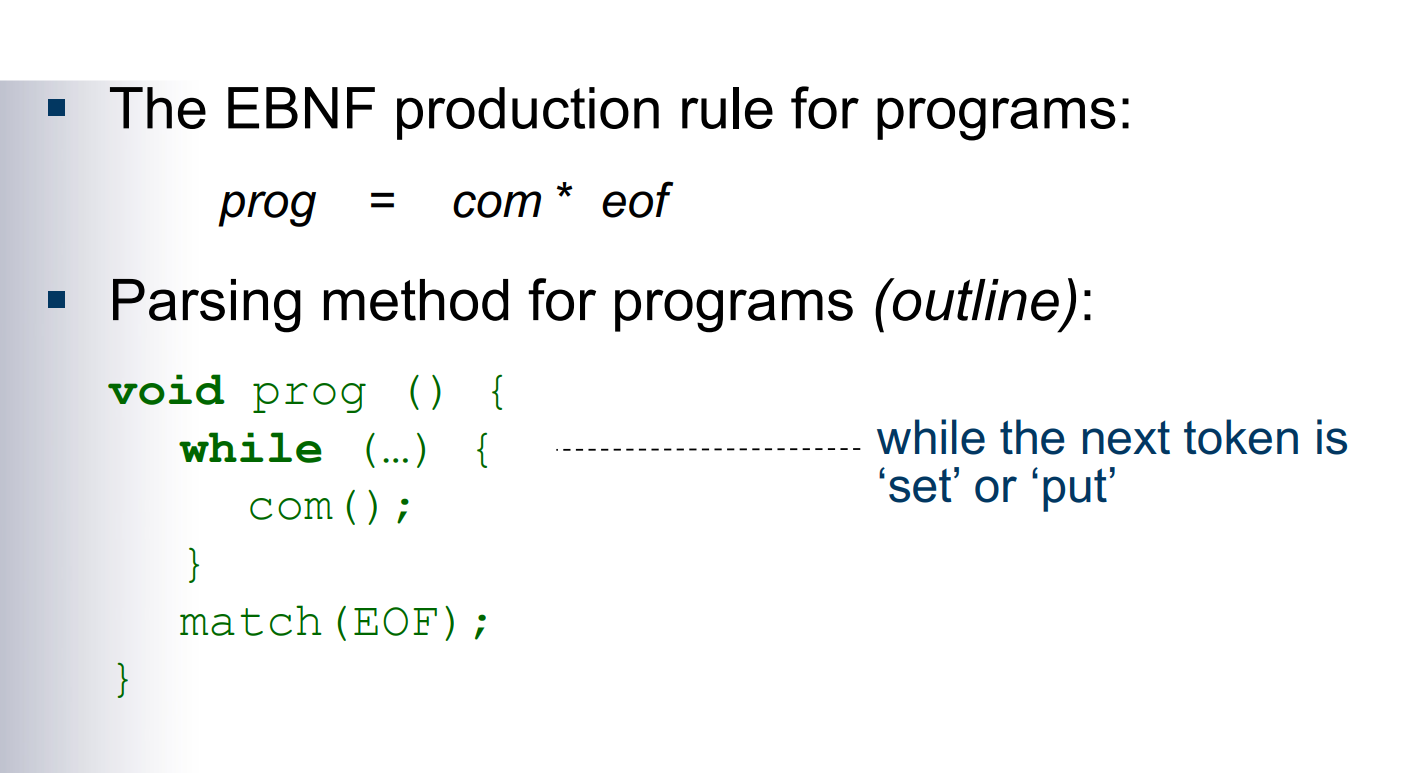 ▪ The EBNF production rule for programs:
prog = com * eof
▪ Parsing method for programs (outline):
void prog () {
while (…) {
while the next token is
‘set’ or ‘put’
com();
}
match(EOF);
}